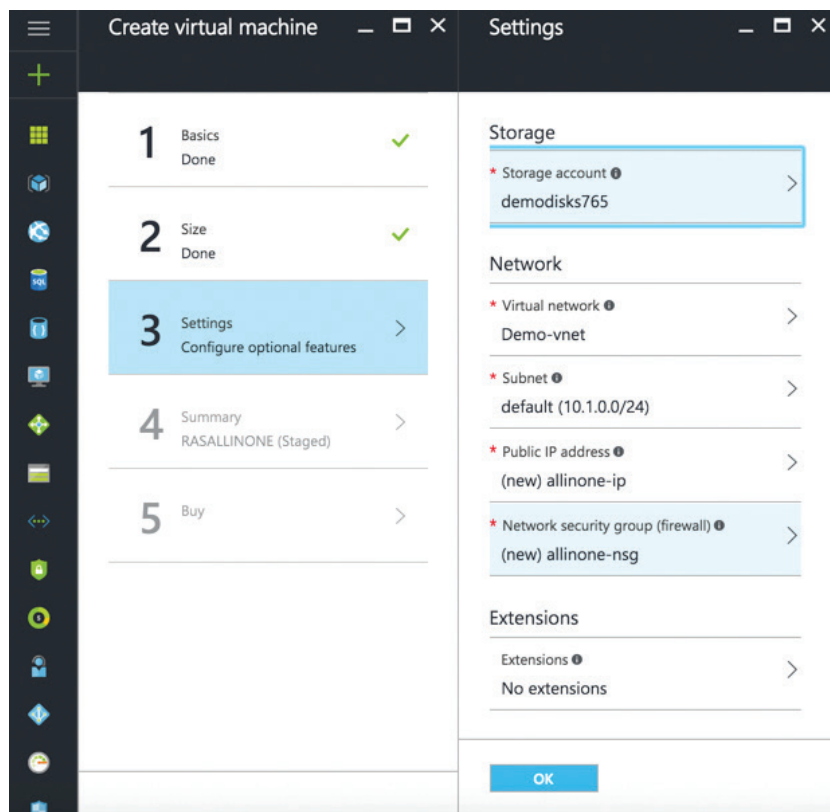 Create virtual machine
1
Basics
Done
2
Size
Done
3
Settings
Configure optional features
4
Summary
RASALLINONE (Staged)
5
Buy
Settings
Storage
* Storage account
demodisks765
Network
* Virtual network
Demo-vnet
* Subnet
default (10.1.0.0/24)
* Public IP address
(new) allinone-ip
* Network security group (firewall)
(new) allinone-nsg
Extensions
Extensions
No extensions
OK
SQL